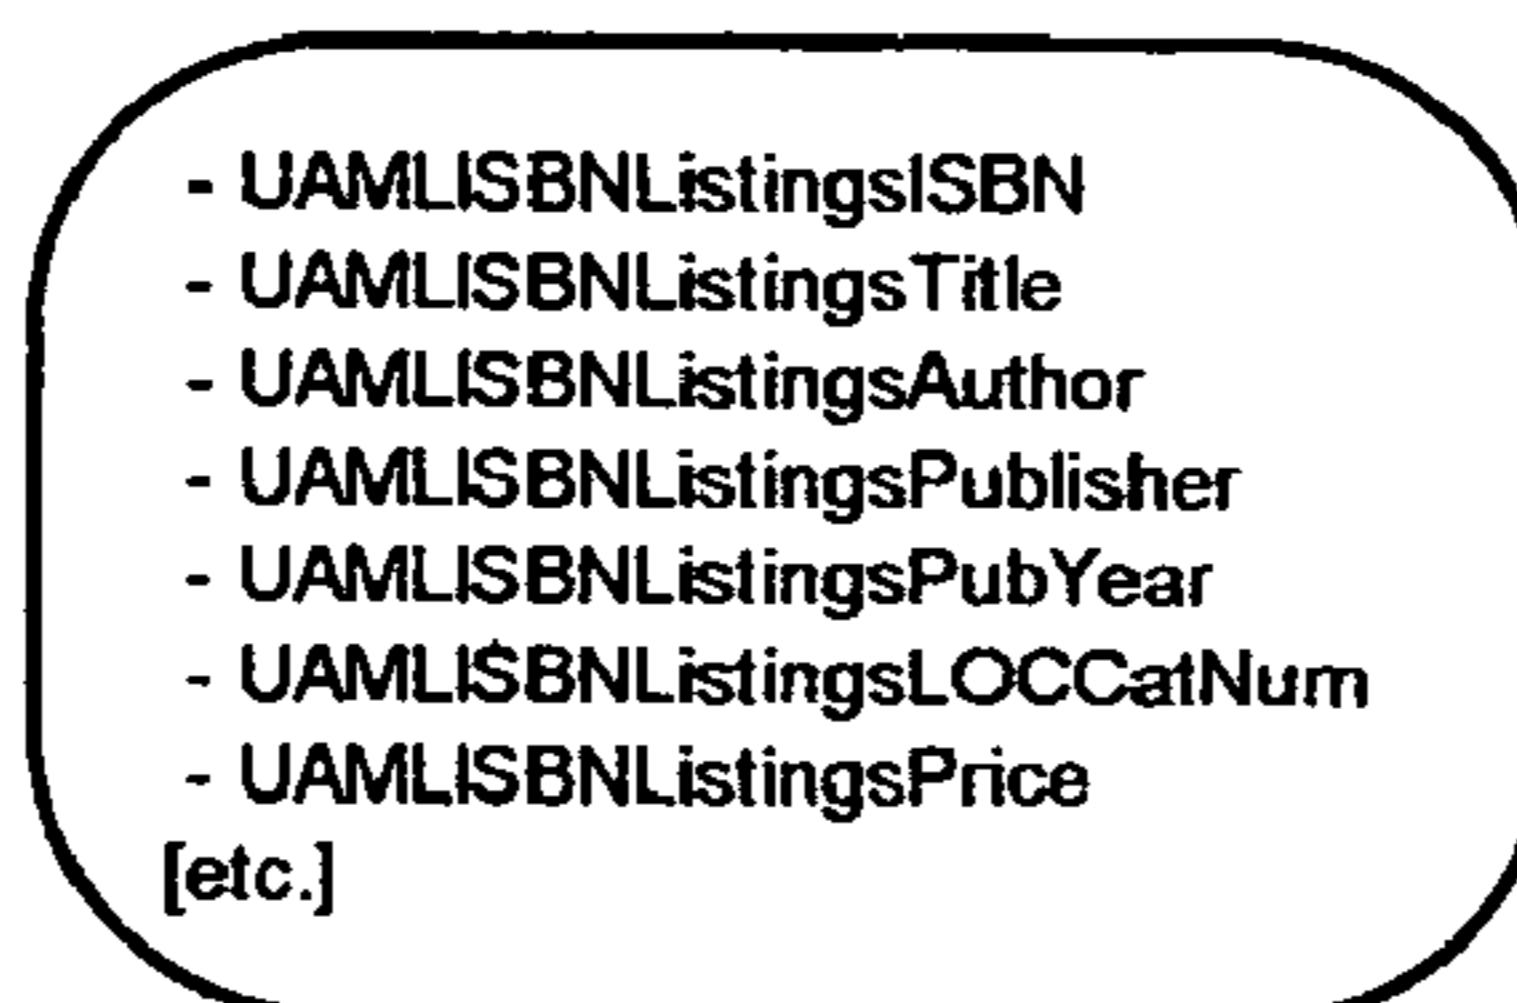 - UAMLISBNListingsISBN
- UAMLISBNListingsTitle
- UAMLISBNListingsAuthor
- UAMLISBNListingsPublisher
- UAMLISBNListingsPubYear
- UAMLISBNListingsLOCCatNum
- UAMLISBNListingsPrice
[etc.]